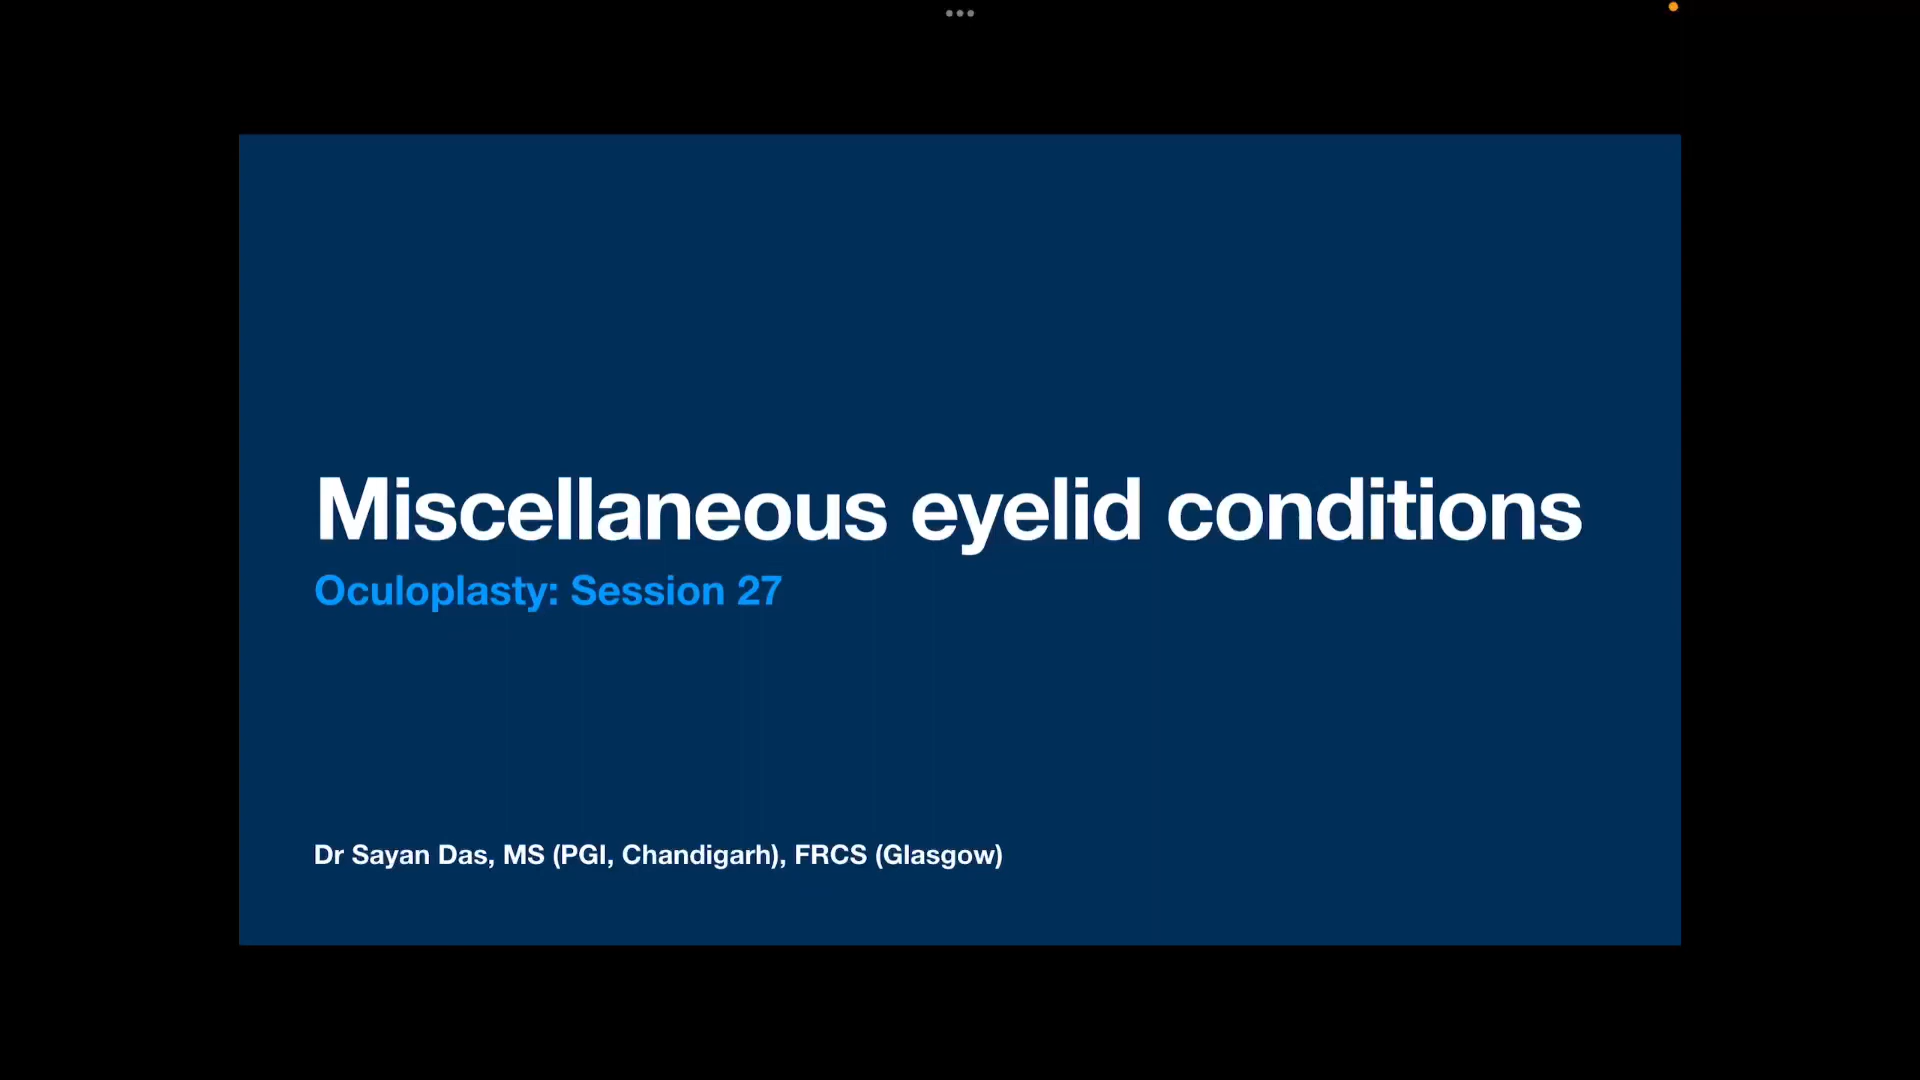 Miscellaneous eyelid conditions
Oculoplasty: Session 27
Dr Sayan Das, MS (PGI, Chandigarh), FRCS (Glasgow)